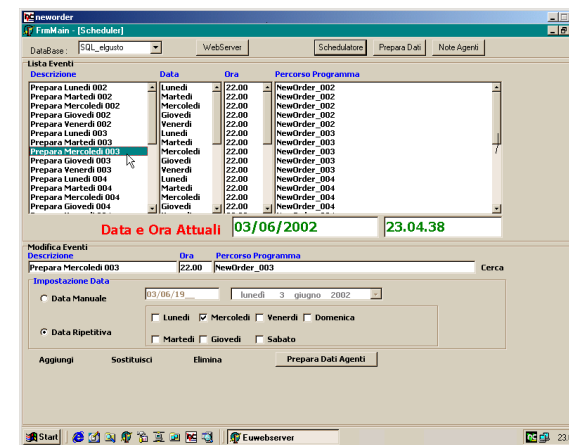 neworder
FrmMain - [Scheduler]
DataBase : SQL_elgusto WebServer Schedulatore Prepara Dati Note Agenti
Lista Eventi
Descrizione Data Ora Percorso Programma
Prepara Lunedi 002 Lunedi 22.00 NewOrder_002
Prepara Martedi 002 Martedi 22.00 NewOrder_002
Prepara Mercoledi 002 Mercoledi 22.00 NewOrder_002
Prepara Giovedi 002 Giovedi 22.00 NewOrder_002
Prepara Venerdi 002 Venerdi 22.00 NewOrder_002
Prepara Lunedi 003 Lunedi 22.00 NewOrder_003
Prepara Martedi 003 Martedi 22.00 NewOrder_003
Prepara Mercoledi 003 Mercoledi 22.00 NewOrder_003
Prepara Giovedi 003 Giovedi 22.00 NewOrder_003
Prepara Venerdi 003 Venerdi 22.00 NewOrder_003
Prepara Lunedi 004 Lunedi 22.00 NewOrder_004
Prepara Martedi 004 Martedi 22.00 NewOrder_004
Prepara Mercoledi 004 Mercoledi 22.00 NewOrder_004
Prepara Giovedi 004 Giovedi 22.00 NewOrder_004
Data e Ora Attuali 03/06/2002 23.04.38
Modifica Eventi
Descrizione Ora Percorso Programma
Prepara Mercoledi 003 22.00 NewOrder_003 Cerca
Impostazione Data
Data Manuale 03/06/19__ lunedì 3 giugno 2002
Lunedi Mercoledi Venerdi Domenica
Data Ripetitiva
Martedi Giovedi Sabato
Aggiungi Sostituisci Elimina Prepara Dati Agenti
Start Euwebserver 23.